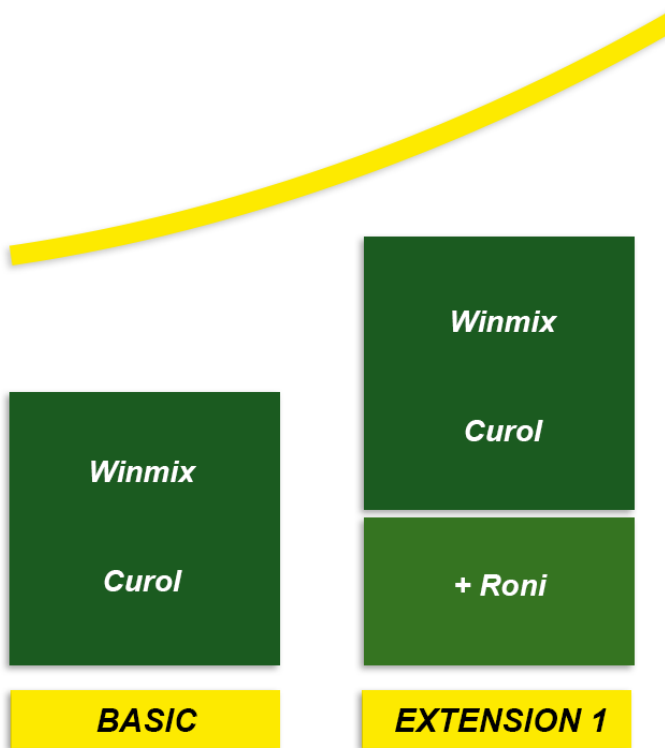 Winmix
Curol
BASIC
Winmix
Curol
+ Roni
EXTENSION 1